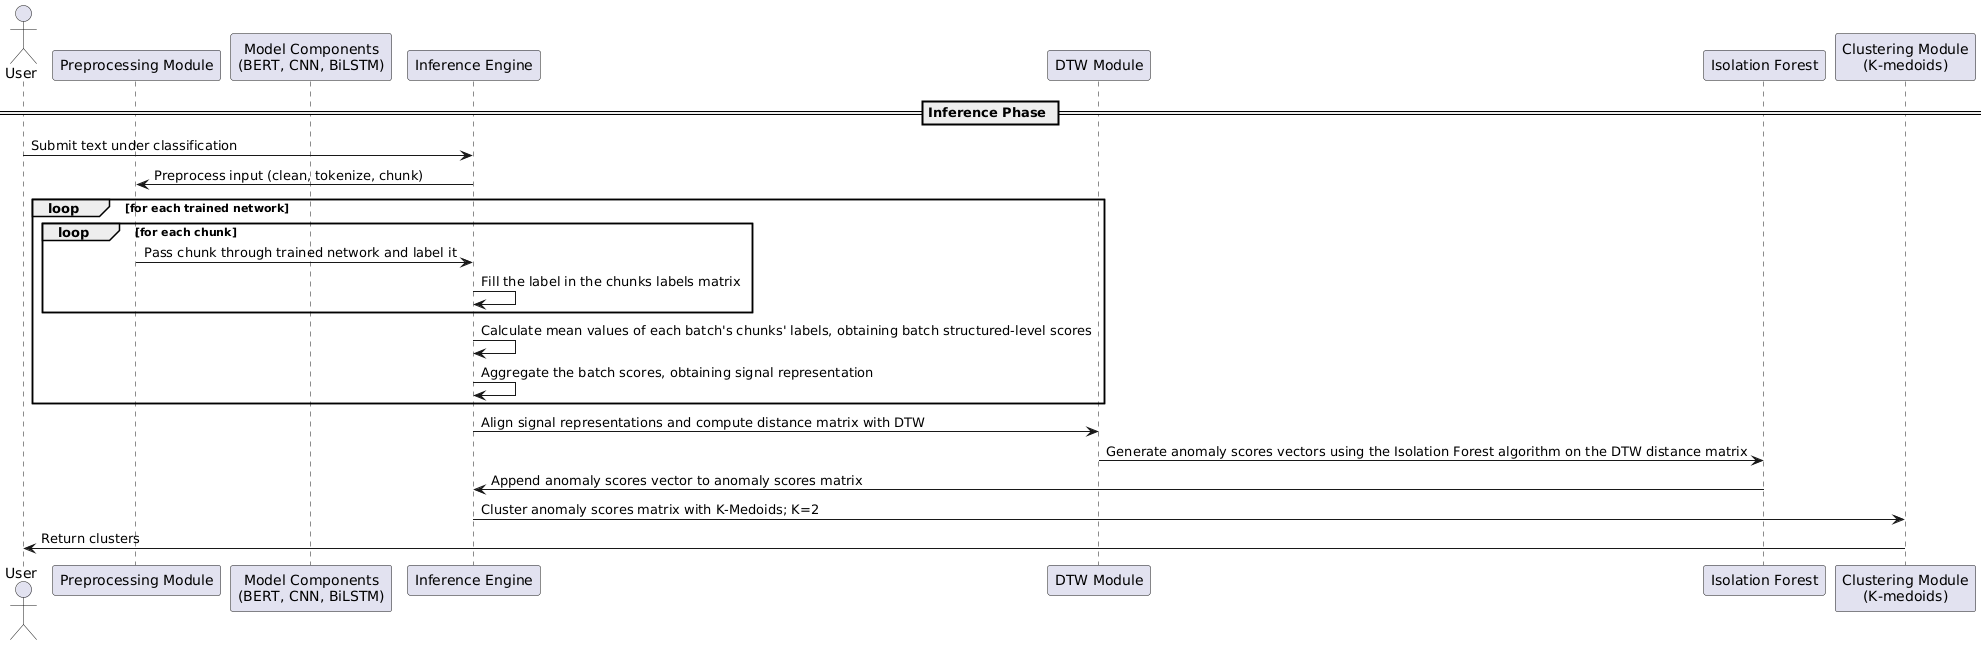 User
Preprocessing Module
Model Components
(BERT, CNN, BiLSTM)
Inference Engine
DTW Module
Isolation Forest
Clustering Module
(K-medoids)
Inference Phase
Submit text under classification
Preprocess input (clean, tokenize, chunk)
loop [for each trained network]
loop [for each chunk]
Pass chunk through trained network and label it
Fill the label in the chunks labels matrix
Calculate mean values of each batch's chunks' labels, obtaining batch structured-level scores
Aggregate the batch scores, obtaining signal representation
Align signal representations and compute distance matrix with DTW
Generate anomaly scores vectors using the Isolation Forest algorithm on the DTW distance matrix
Append anomaly scores vector to anomaly scores matrix
Cluster anomaly scores matrix with K-Medoids; K=2
Return clusters
User
Preprocessing Module
Model Components
(BERT, CNN, BiLSTM)
Inference Engine
DTW Module
Isolation Forest
Clustering Module
(K-medoids)